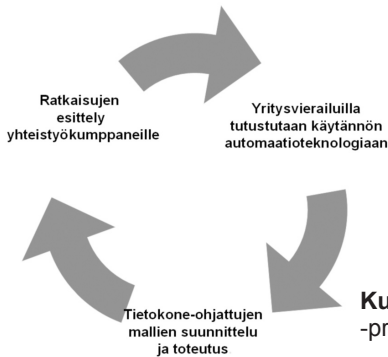 Ratkaisujen
esittely
yhteistyökumppaneille
Yritysvierailuilla
tutustutaan käytännön
automaatioteknologiaan
Tietokone-ohjattujen
mallien suunnittelu
ja toteutus